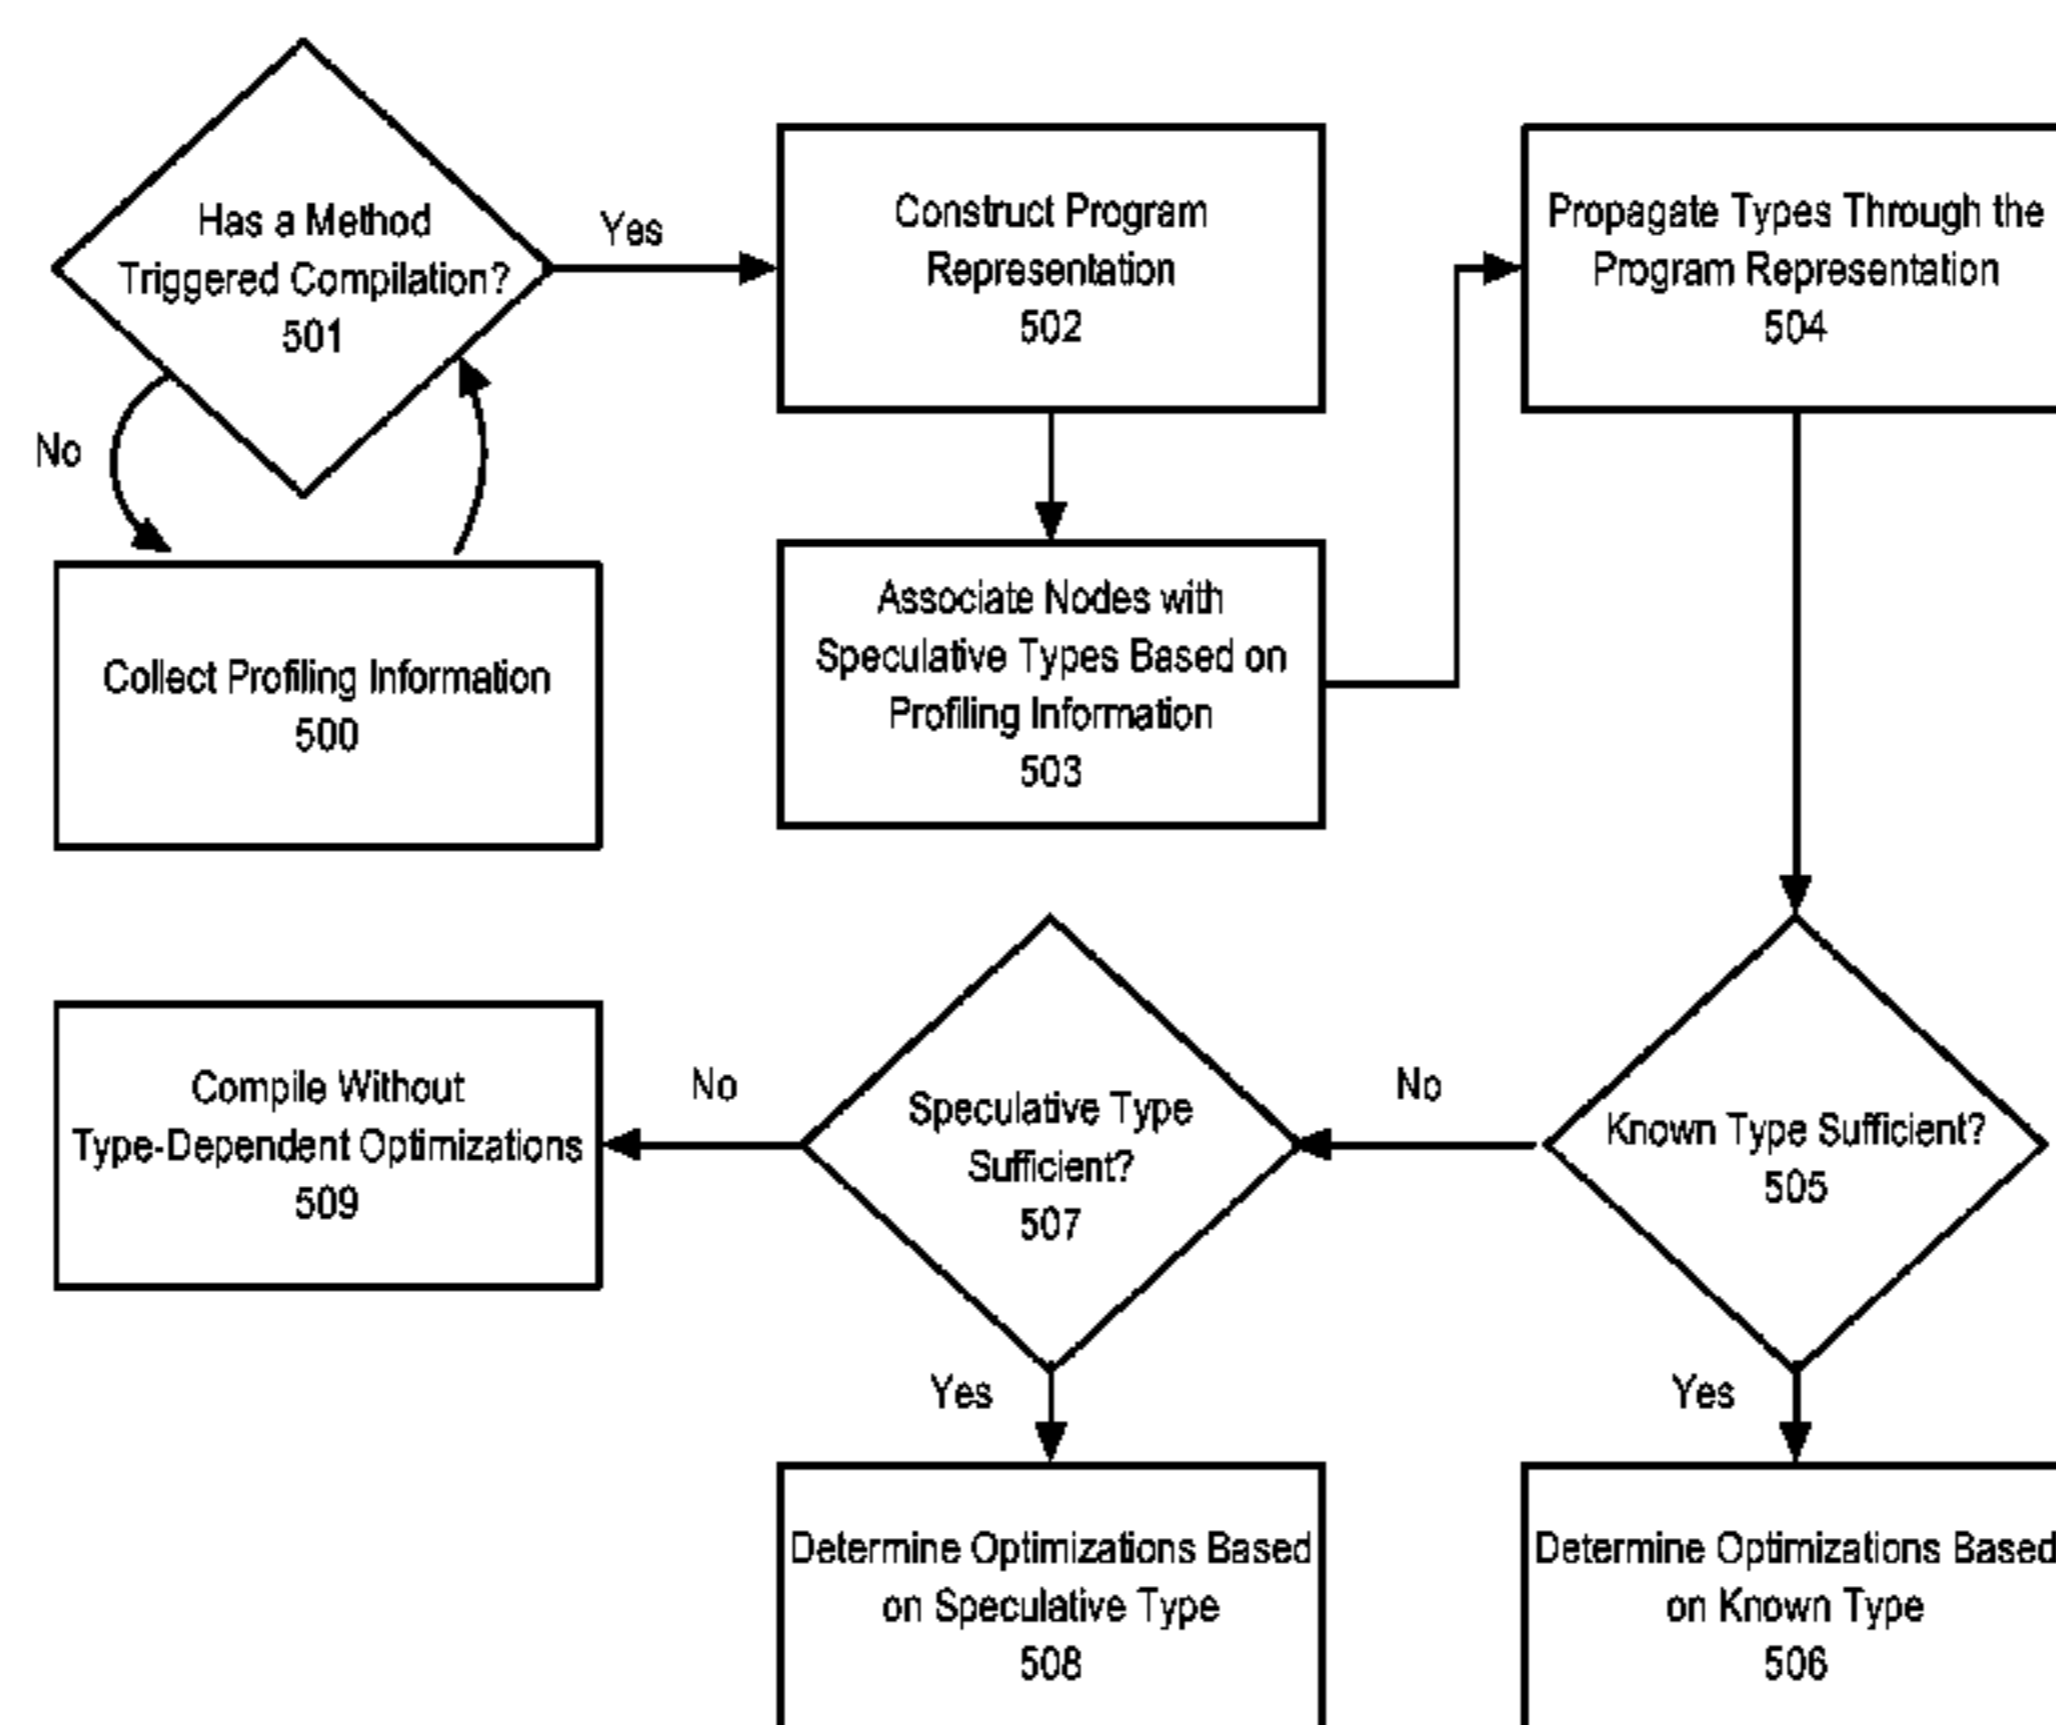 Has a Method
Triggered Compilation?
501
Yes
No
Collect Profiling Information
500
Construct Program
Representation
502
Associate Nodes with
Speculative Types Based on
Profiling Information
503
Propagate Types Through the
Program Representation
504
Known Type Sufficient?
505
No
Yes
Determine Optimizations Based
on Known Type
506
Speculative Type
Sufficient?
507
No
Yes
Determine Optimizations Based
on Speculative Type
508
Compile Without
Type-Dependent Optimizations
509